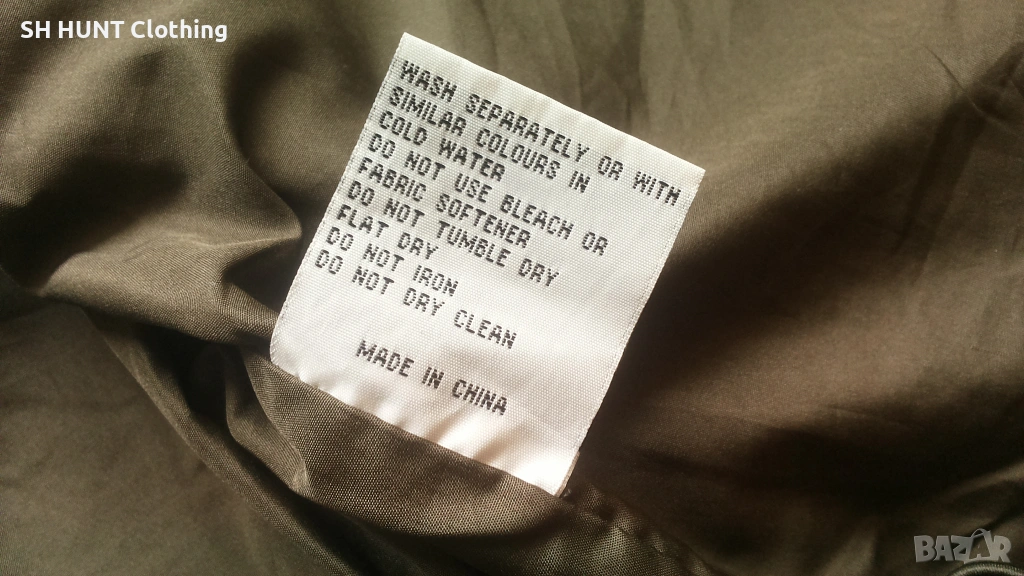 SH HUNT Clothing
WASH SEPARATELY OR WITH
SIMILAR COLOURS IN
COLD WATER
DO NOT USE BLEACH OR
FABRIC SOFTENER
DO NOT TUMBLE DRY
FLAT DRY
DO NOT IRON
DO NOT DRY CLEAN
MADE IN CHINA
BAZAR